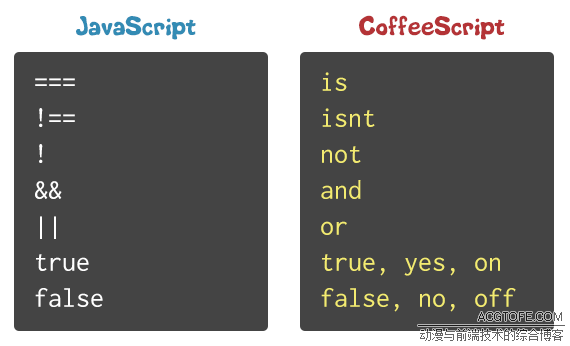 JavaScript
===
!==
!
&&
||
true
false
CoffeeScript
is
isnt
not
and
or
true, yes, on
false, no, off
ACGTOFE.COM
动漫与前端技术的综合博客